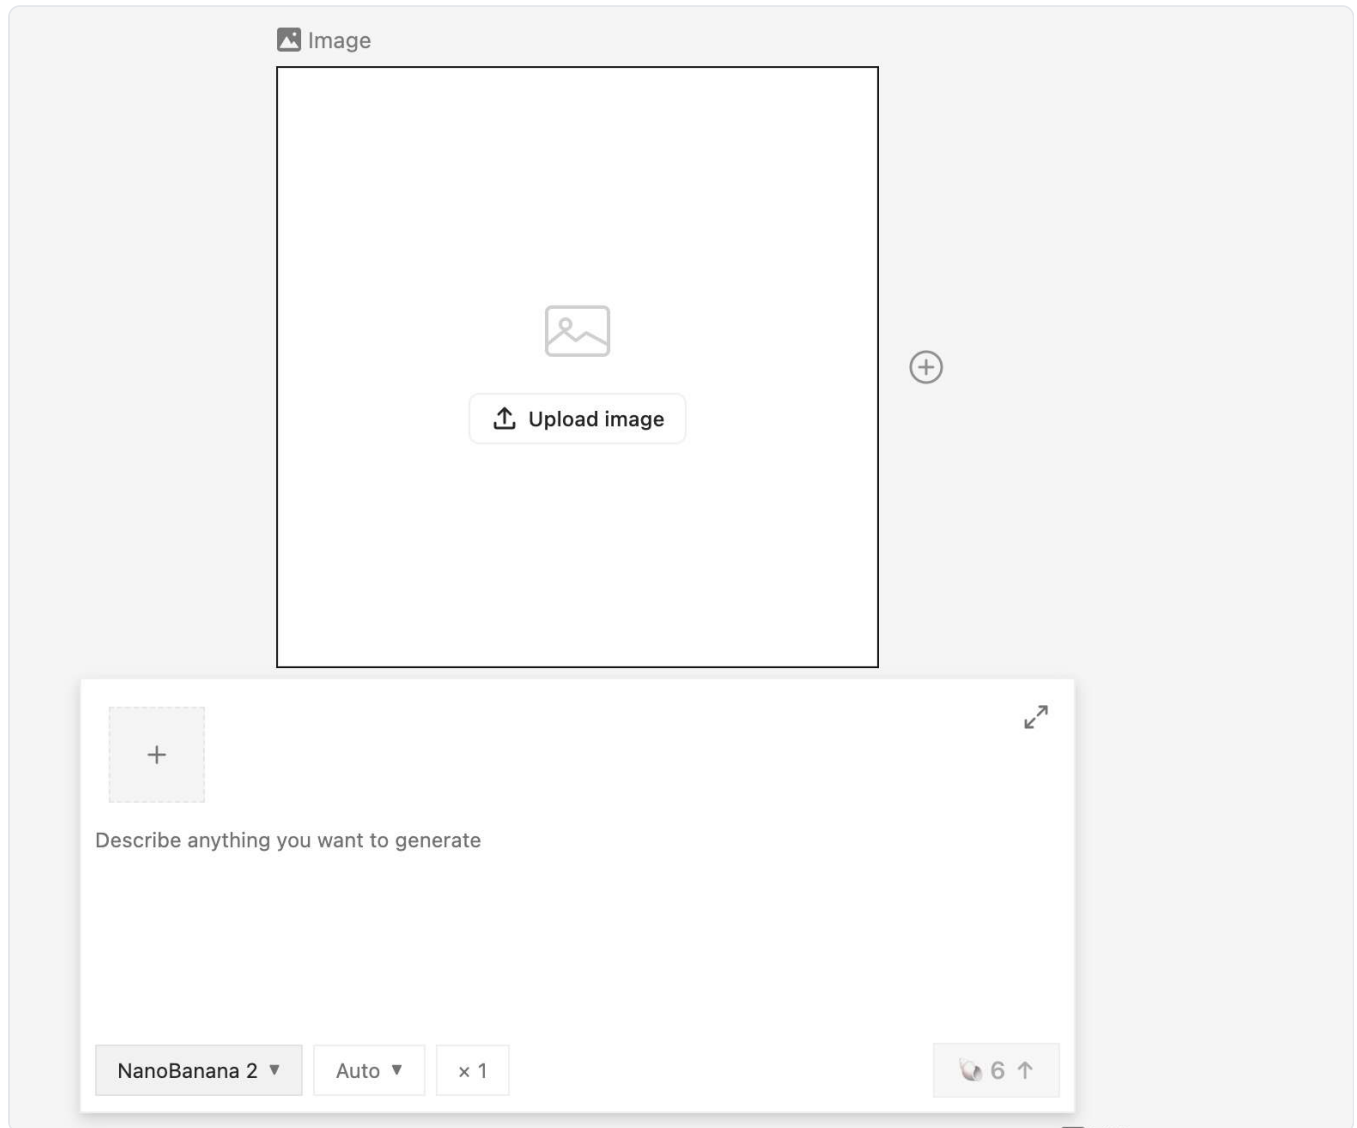 Image
Upload image
Describe anything you want to generate
NanoBanana 2 ▼ Auto ▼ × 1 6 ↑